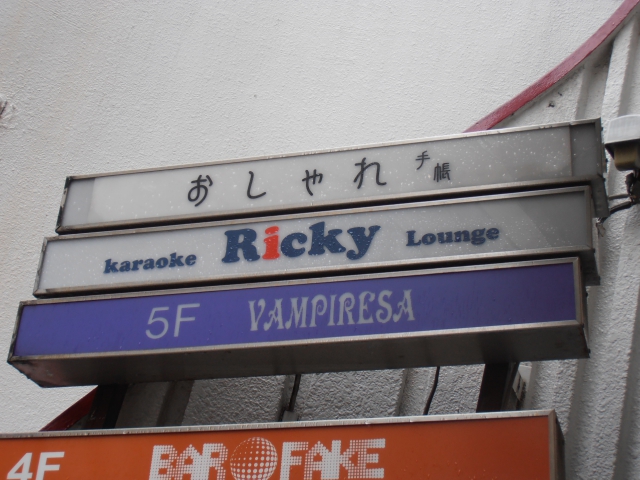 おしゃれ手帳
karaoke Ricky Lounge
5F VAMPIRESA
4F BAR FAKE